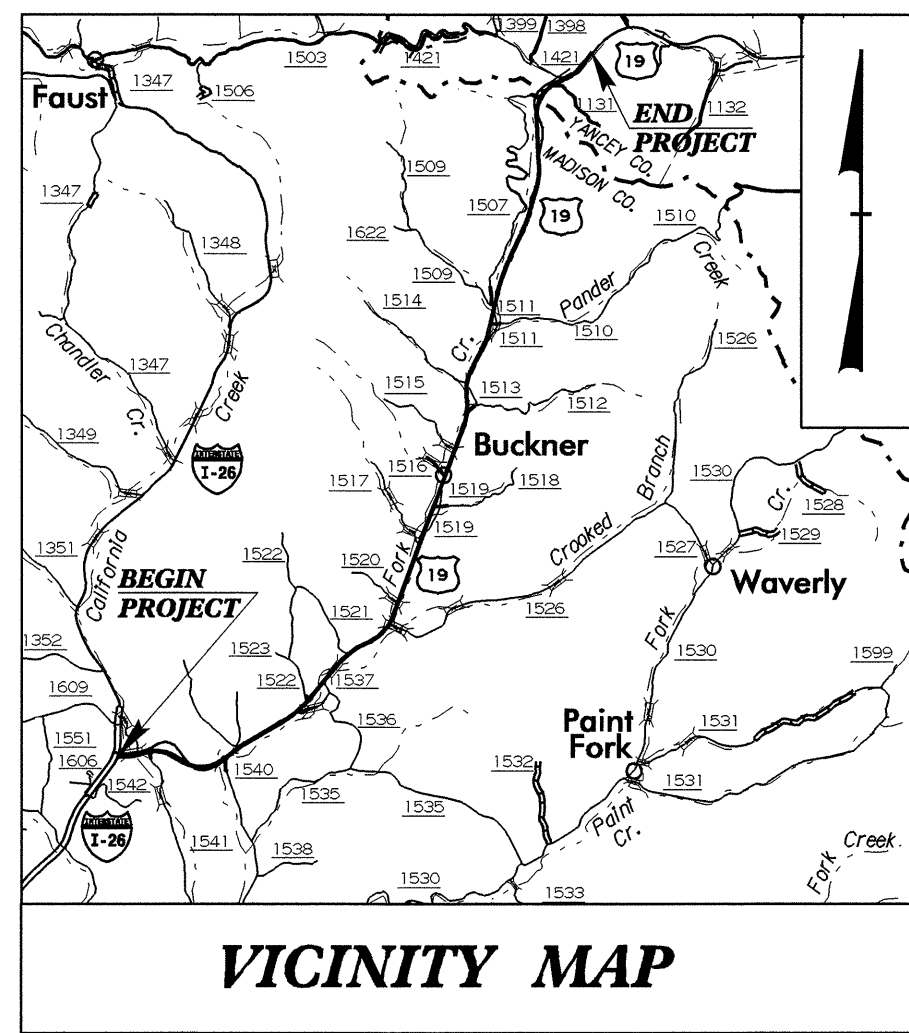 1399
1398
1503
1421
1421
19
Faust
1347
1506
1131
1132
END
PROJECT
YANCEY CO.
MADISON CO.
1509
1347
1507
19
1510
1348
1622
Creek
1509
Pander
1514
1511
1510
1511
1526
Chandler
Cr.
1347
Cr.
1515
1513
1512
Creek
1349
Buckner
1530
I-26
INTERSTATE
1516
1517
1519
1518
Branch
Cr.
1528
1529
1519
1351
Crooked
1527
1522
1520
Fork
19
Waverly
California
BEGIN
PROJECT
1521
1526
Fork
1352
1523
1530
1599
1609
1522
1537
1536
Paint
Fork
1531
1551
1606
1542
1540
1532
1531
1535
1535
INTERSTATE
I-26
1541
Paint
Cr.
1538
Fork
Creek
1530
1533
VICINITY MAP